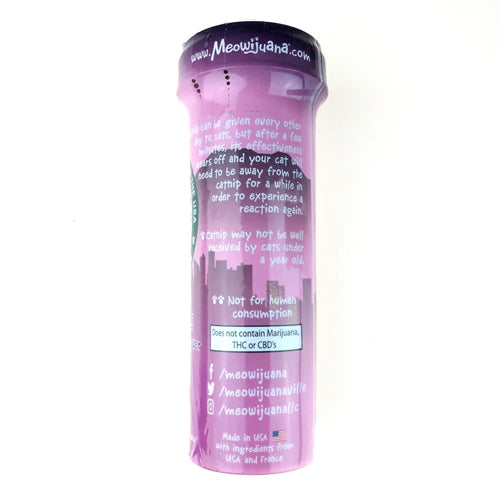 www.Meowijuana.com
can be given every other
to cats, but after a few
minutes, its effectiveness
wears off and your cat will
need to be away from the
catnip for a while in
order to experience a
reaction again.
Catnip may not be well
received by cats under
a year old.
Not for human
consumption
Does not contain Marijuana,
THC or CBD's
/meowijuana
/meowijuanaville
/meowijuanallc
Made in USA
with ingredients from
USA and France
THE USA